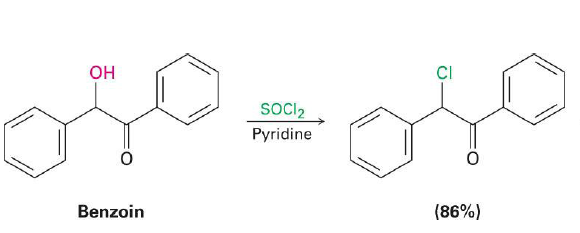 OH
O
Benzoin
SOCl2
Pyridine
Cl
O
(86%)